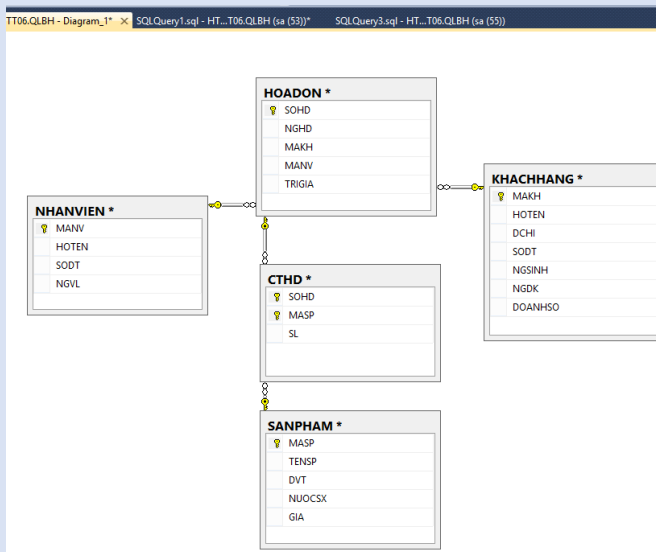 TT06.QLBH - Diagram_1* × SQLQuery1.sql - HT...T06.QLBH (sa (53))* SQLQuery3.sql - HT...T06.QLBH (sa (55))
HOADON *
SOHD
NGHD
MAKH
MANV
TRIGIA
KHACHHANG *
MAKH
HOTEN
DCHI
SODT
NGSINH
NGDK
DOANHSO
NHANVIEN *
MANV
HOTEN
SODT
NGVL
CTHD *
SOHD
MASP
SL
SANPHAM *
MASP
TENSP
DVT
NUOCSX
GIA